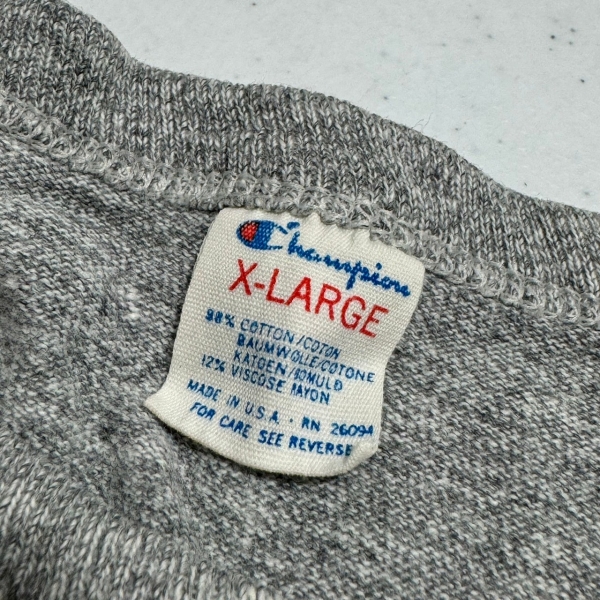 Champion
X-LARGE
88% COTTON/COTON
BAUMWOLLE/COTONE
KATOEN/BOMULD
12% VISCOSE RAYON
MADE IN U.S.A. · RN 26094
FOR CARE SEE REVERSE